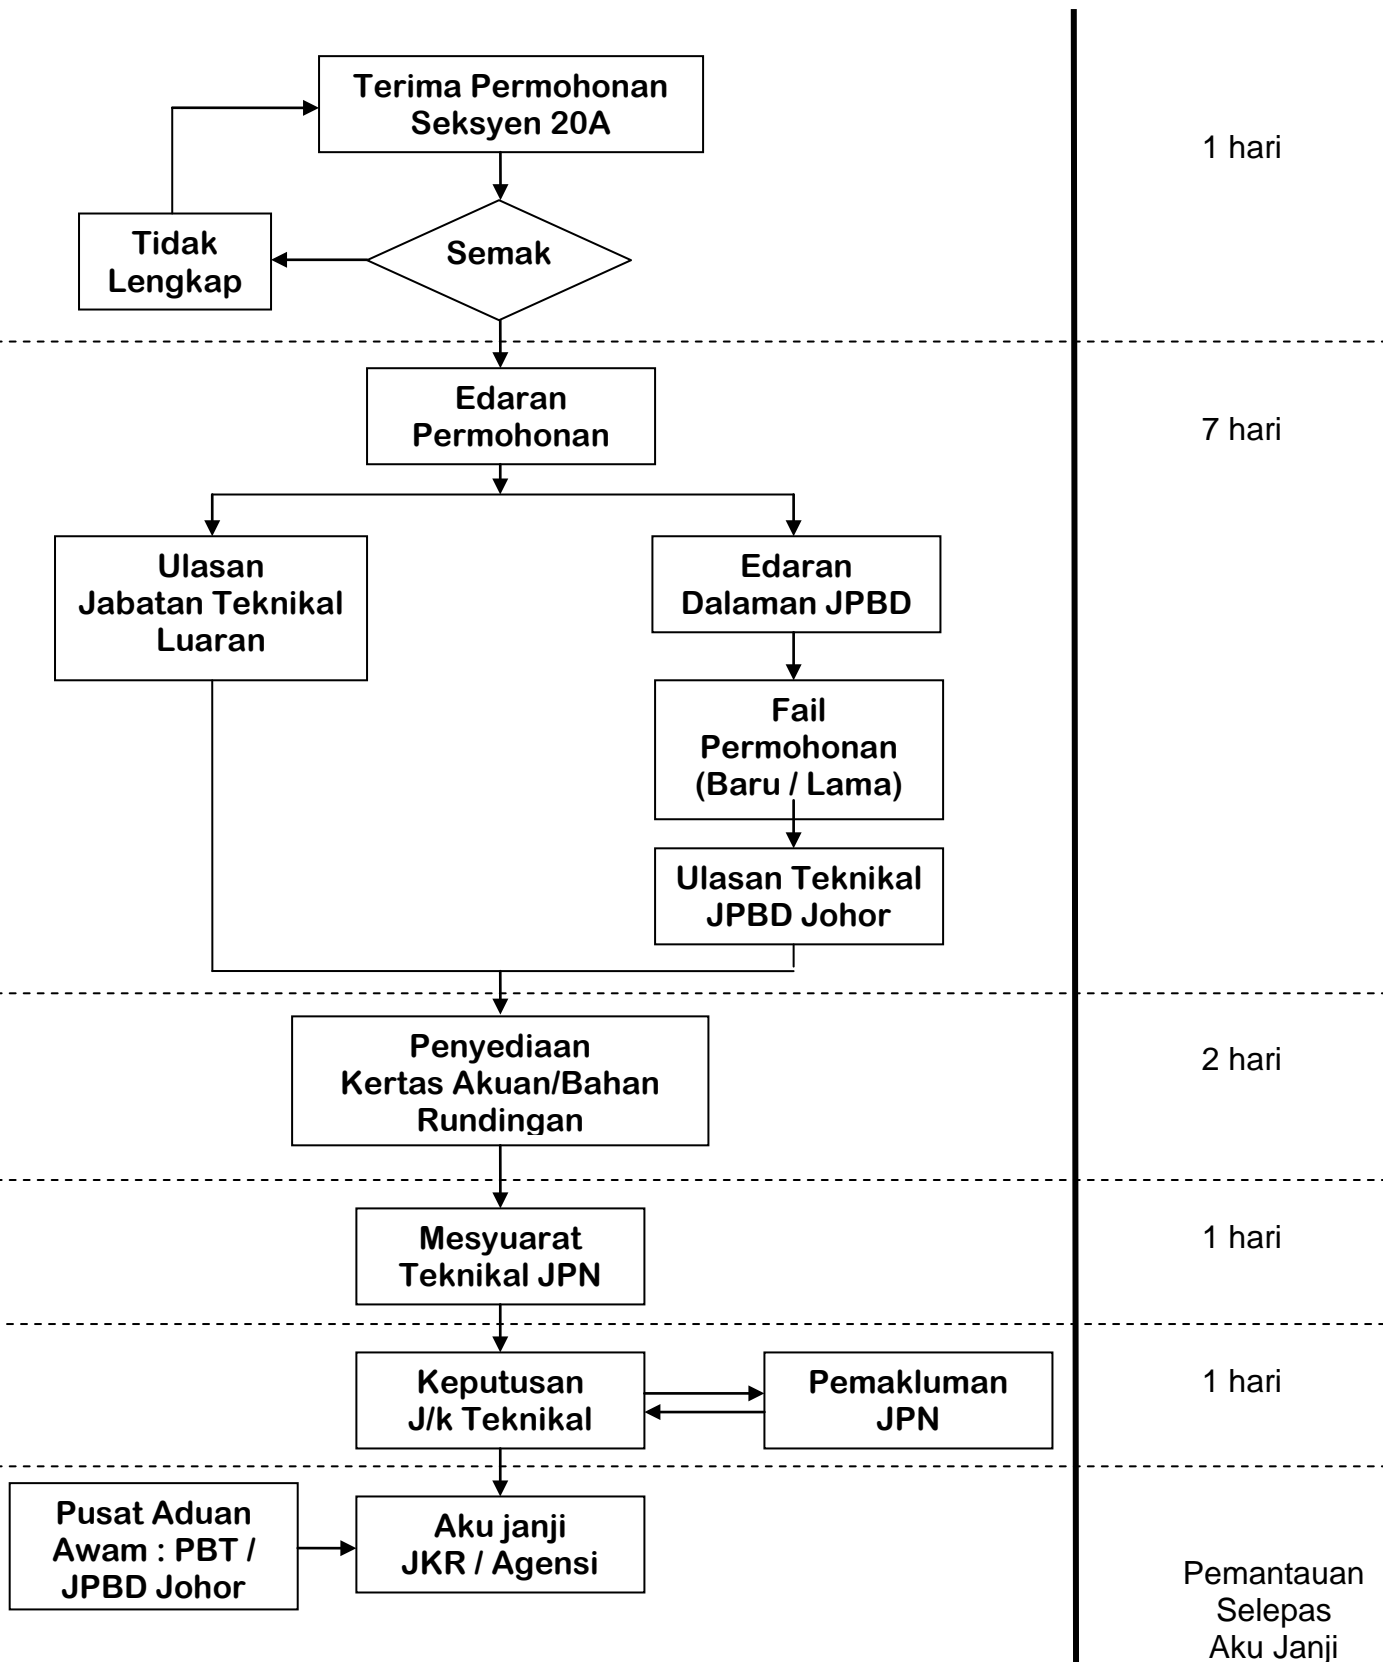 Terima Permohonan
Seksyen 20A
1 hari
Tidak
Lengkap
Semak
Edaran
Permohonan
7 hari
Ulasan
Jabatan Teknikal
Luaran
Edaran
Dalaman JPBD
Fail
Permohonan
(Baru / Lama)
Ulasan Teknikal
JPBD Johor
Penyediaan
Kertas Akuan/Bahan
Rundingan
2 hari
Mesyuarat
Teknikal JPN
1 hari
Keputusan
J/k Teknikal
Pemakluman
JPN
1 hari
Pusat Aduan
Awam : PBT /
JPBD Johor
Aku janji
JKR / Agensi
Pemantauan
Selepas
Aku Janji